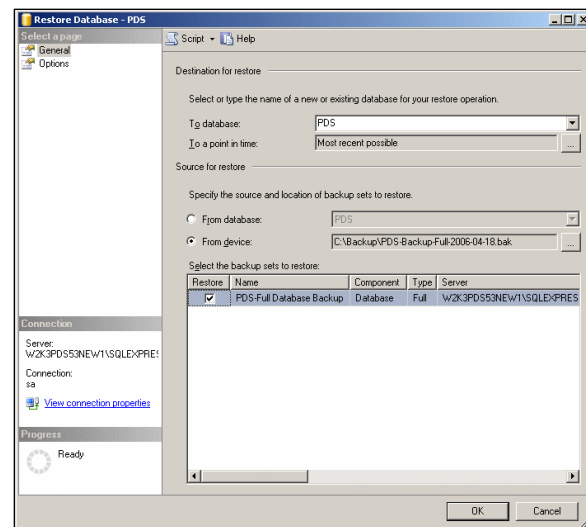 Restore Database - PDS
Select a page
General
Options
Script
Help
Destination for restore
Select or type the name of a new or existing database for your restore operation.
To database:
PDS
To a point in time:
Most recent possible
...
Source for restore
Specify the source and location of backup sets to restore.
From database:
PDS
From device:
C:\Backup\PDS-Backup-Full-2006-04-18.bak
...
Select the backup sets to restore:
Restore Name Component Type Server
PDS-Full Database Backup Database Full W2K3PDS53NEW1\SQLEXPRES
Connection
Server:
W2K3PDS53NEW1\SQLEXPRES
Connection:
sa
View connection properties
Progress
Ready
OK Cancel